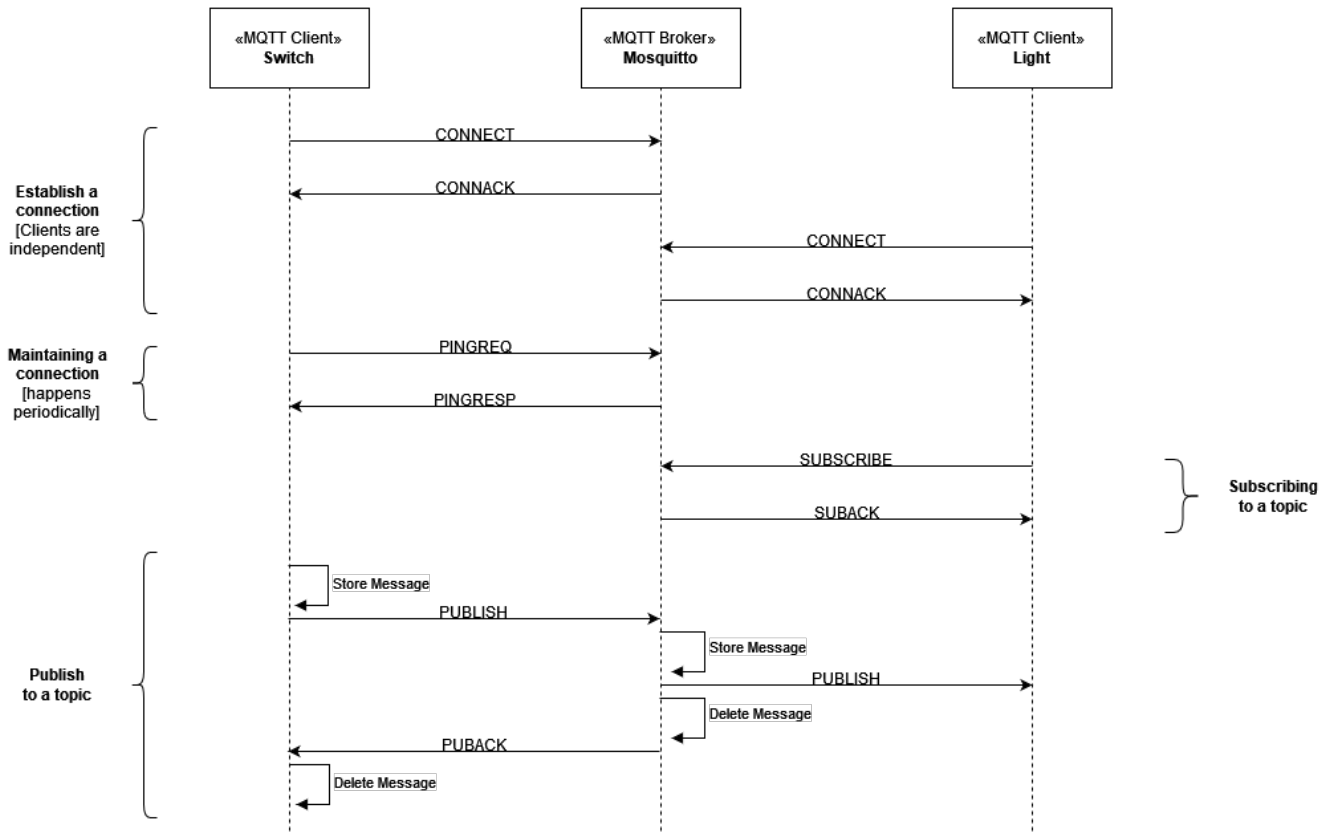 «MQTT Client»
Switch
«MQTT Broker»
Mosquitto
«MQTT Client»
Light
CONNECT
CONNACK
Establish a
connection
[Clients are
independent]
CONNECT
CONNACK
Maintaining a
connection
[happens
periodically]
PINGREQ
PINGRESP
SUBSCRIBE
SUBACK
Subscribing
to a topic
Store Message
PUBLISH
Store Message
PUBLISH
Publish
to a topic
Delete Message
PUBACK
Delete Message